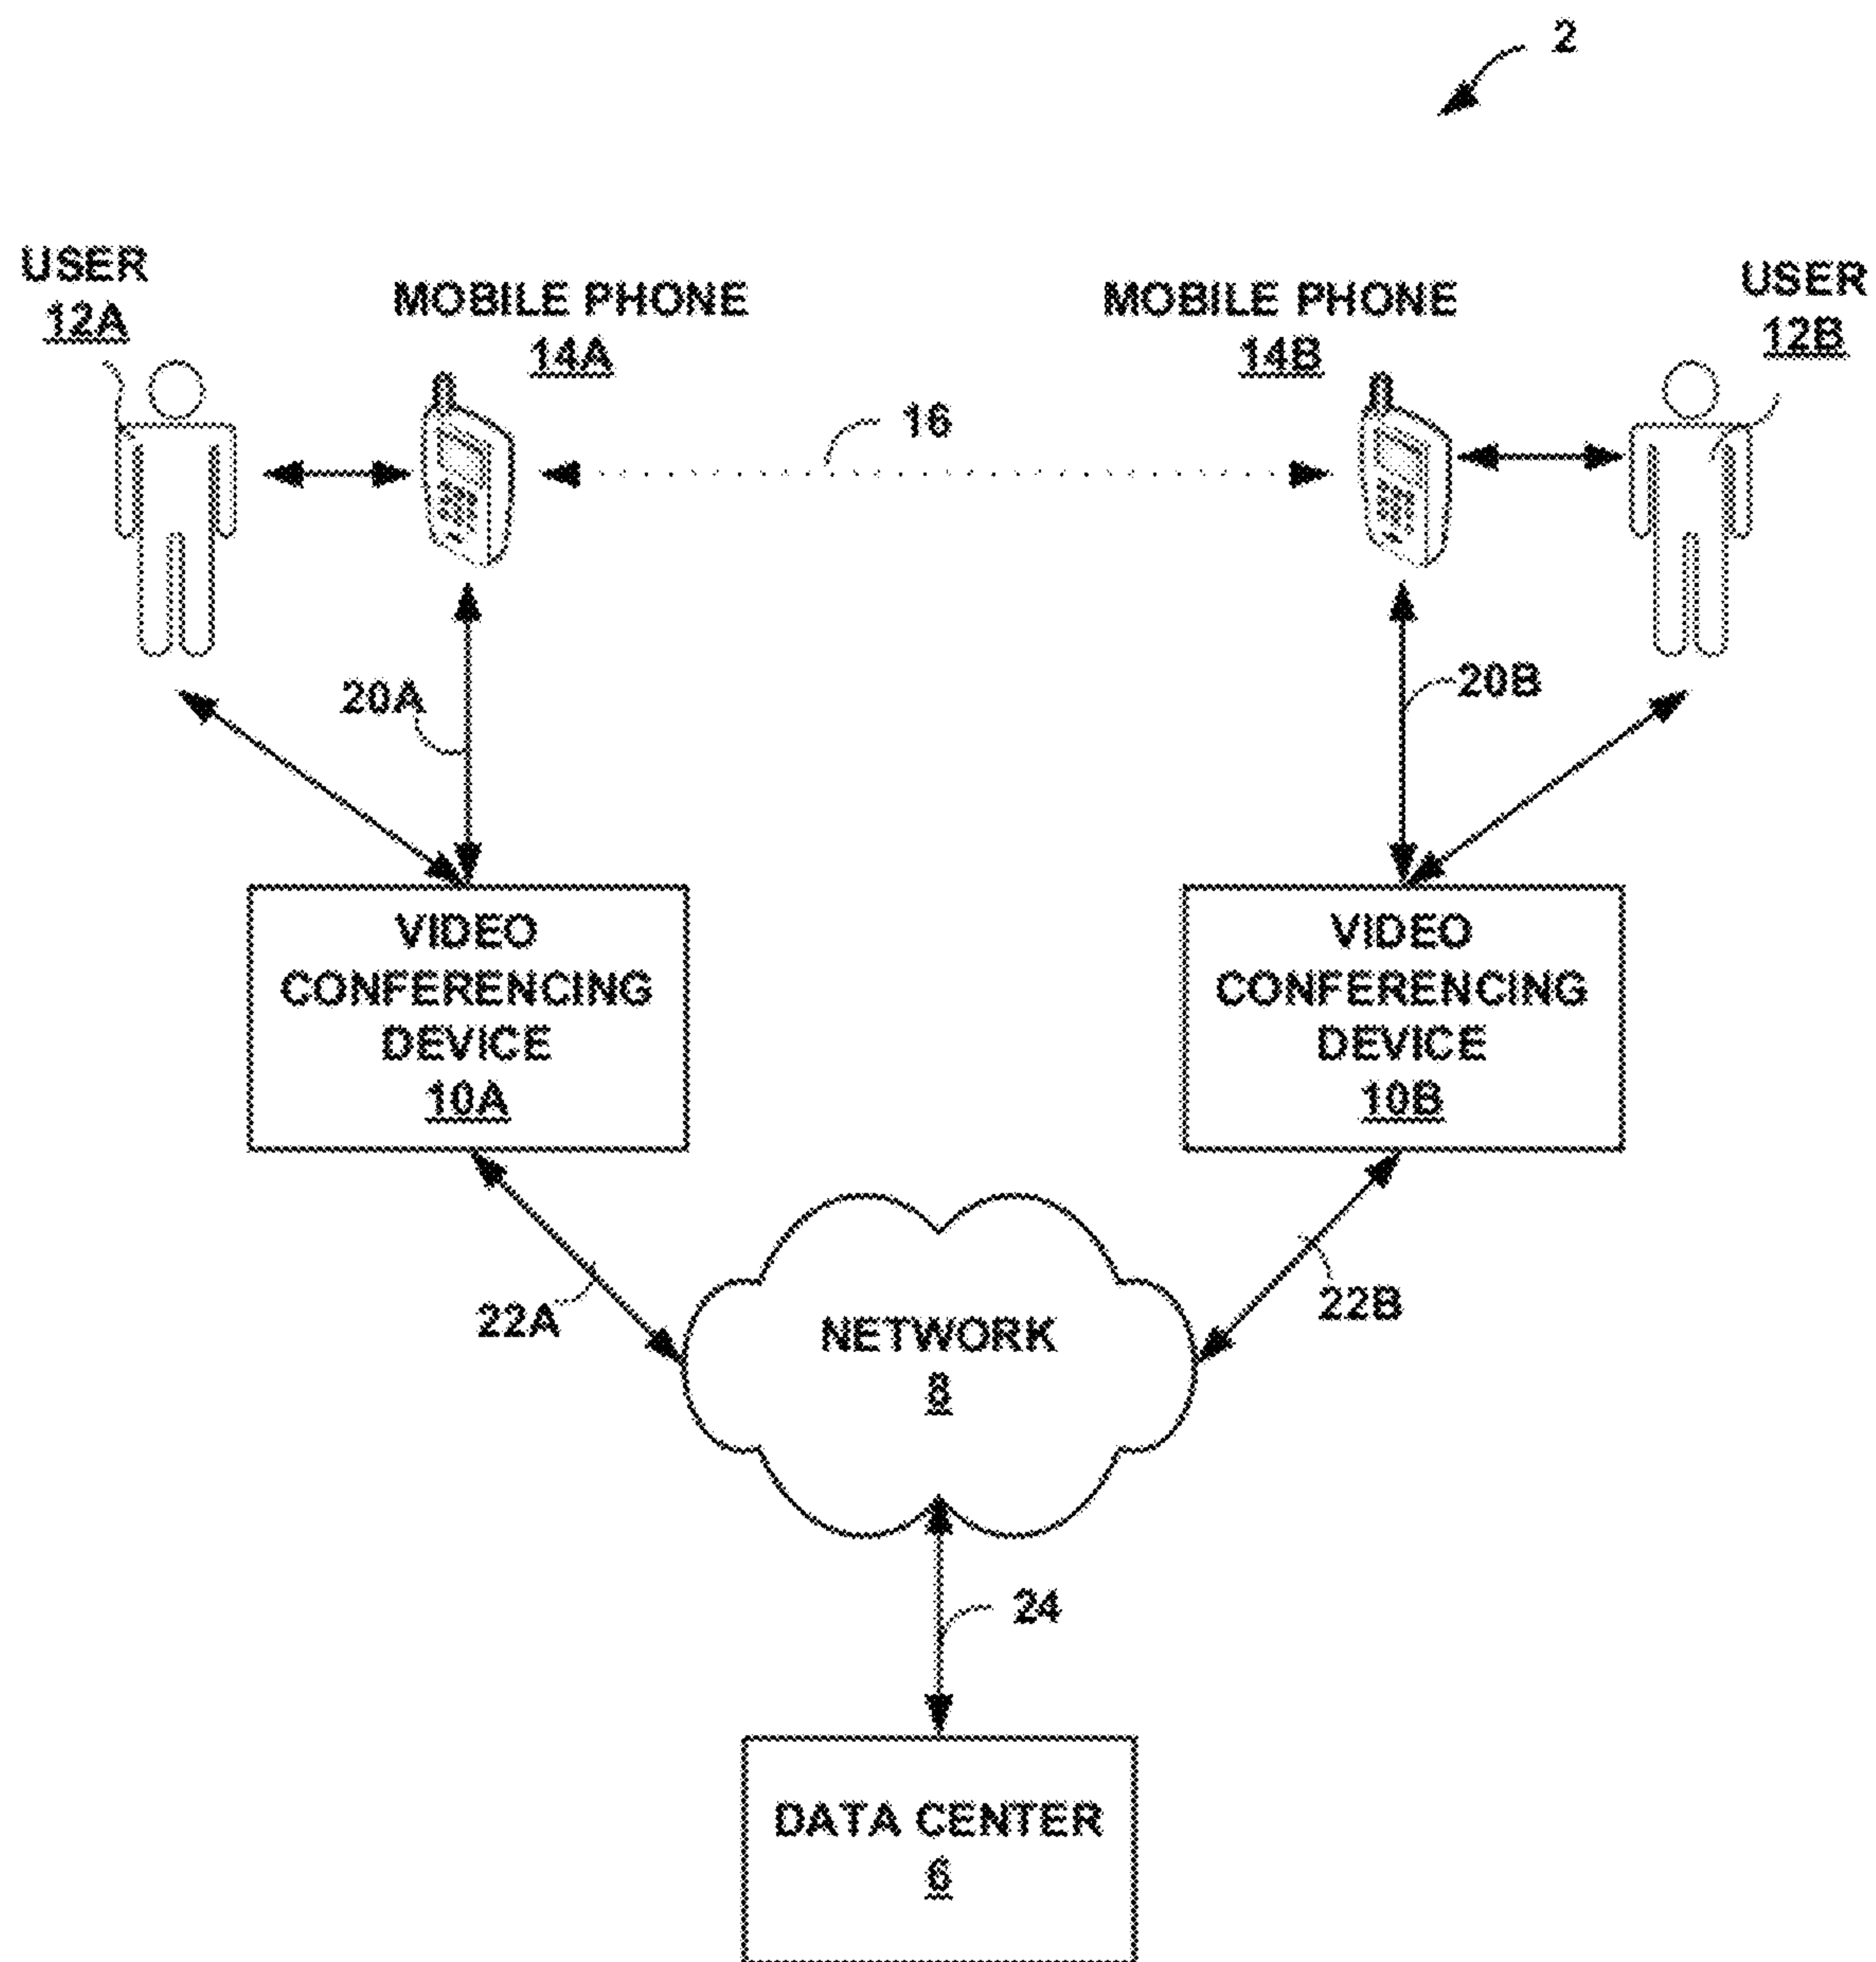 2
USER
12A
MOBILE PHONE
14A
MOBILE PHONE
14B
USER
12B
16
20A
20B
VIDEO
CONFERENCING
DEVICE
10A
VIDEO
CONFERENCING
DEVICE
10B
22A
22B
NETWORK
8
24
DATA CENTER
6